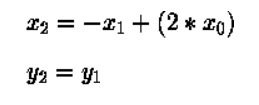 x₂ = −x₁ + (2 * x₀)
y₂ = y₁